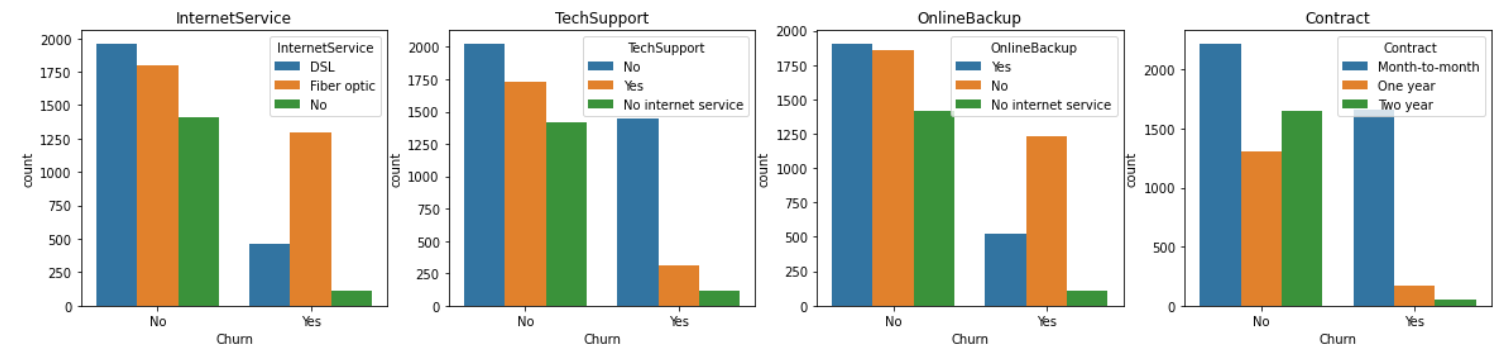 InternetService
InternetService
DSL
Fiber optic
No
2000
1750
1500
1250
1000
750
500
250
0
count
No
Yes
Churn
TechSupport
TechSupport
No
Yes
No internet service
2000
1750
1500
1250
1000
750
500
250
0
count
No
Yes
Churn
OnlineBackup
OnlineBackup
Yes
No
No internet service
2000
1750
1500
1250
1000
750
500
250
0
count
No
Yes
Churn
Contract
Contract
Month-to-month
One year
Two year
2000
1500
1000
500
0
count
No
Yes
Churn